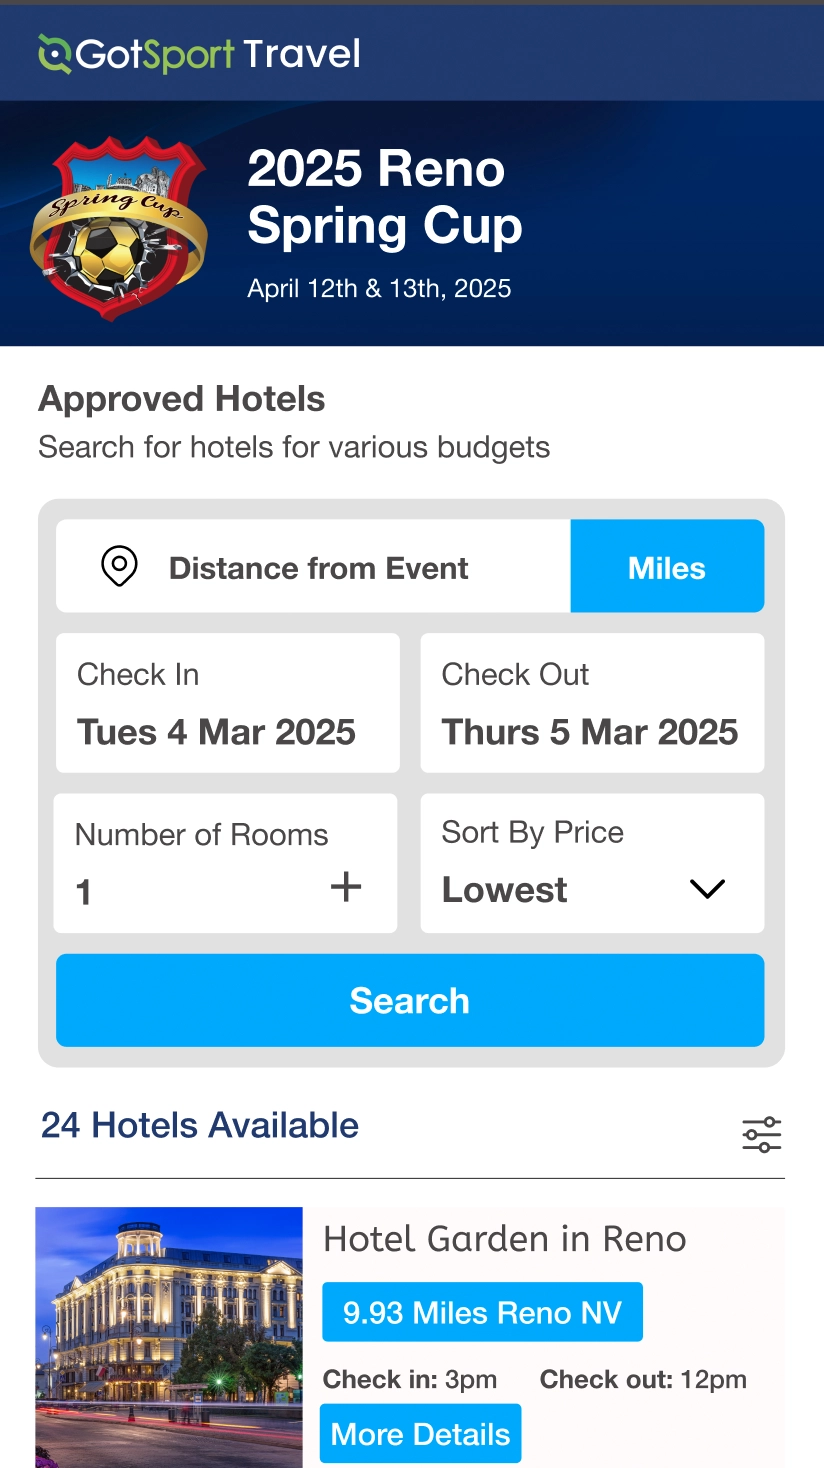 GotSport Travel
2025 Reno
Spring Cup
Spring Cup
April 12th & 13th, 2025
Approved Hotels
Search for hotels for various budgets
Distance from Event
Miles
Check In
Check Out
Tues 4 Mar 2025
Thurs 5 Mar 2025
Number of Rooms
Sort By Price
1 +
Lowest
Search
24 Hotels Available
Hotel Garden in Reno
9.93 Miles Reno NV
Check in: 3pm Check out: 12pm
More Details